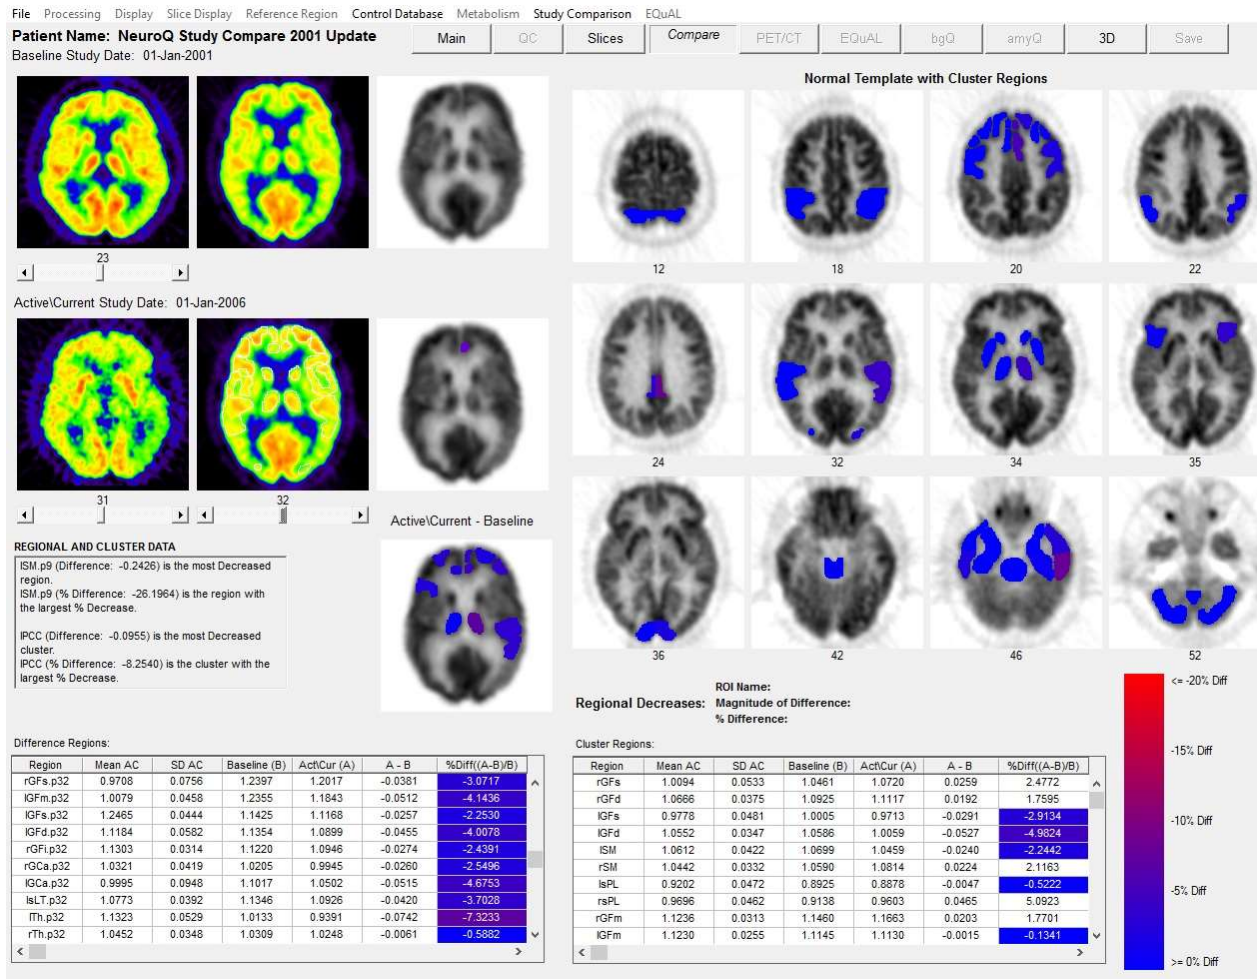 File Processing Display Slice Display Reference Region Control Database Metabolism Study Comparison EQuAL
Patient Name: NeuroQ Study Compare 2001 Update
Main QC Slices Compare PET/CT EQuAL bgQ amyQ 3D Save
Baseline Study Date: 01-Jan-2001
Normal Template with Cluster Regions
23
12 18 20 22
Active\Current Study Date: 01-Jan-2006
24 32 34 35
31 32
Active\Current - Baseline
REGIONAL AND CLUSTER DATA
lSM.p9 (Difference: -0.2426) is the most Decreased
region.
lSM.p9 (% Difference: -26.1964) is the region with
the largest % Decrease.
lPCC (Difference: -0.0955) is the most Decreased
cluster.
lPCC (% Difference: -8.2540) is the cluster with the
largest % Decrease.
36 42 46 52
Regional Decreases:
ROI Name:
Magnitude of Difference:
% Difference:
<= -20% Diff
-15% Diff
-10% Diff
-5% Diff
>= 0% Diff
Difference Regions:
Region Mean AC SD AC Baseline (B) Act\Cur (A) A - B %Diff((A-B)/B)
rGFs.p32 0.9708 0.0756 1.2397 1.2017 -0.0381 -3.0717
lGFm.p32 1.0079 0.0458 1.2355 1.1843 -0.0512 -4.1436
lGFs.p32 1.2465 0.0444 1.1425 1.1168 -0.0257 -2.2530
lGFd.p32 1.1184 0.0582 1.1354 1.0899 -0.0455 -4.0078
rGFi.p32 1.1303 0.0314 1.1220 1.0946 -0.0274 -2.4391
rGCa.p32 1.0321 0.0419 1.0205 0.9945 -0.0260 -2.5496
lGCa.p32 0.9995 0.0948 1.1017 1.0502 -0.0515 -4.6753
lsLT.p32 1.0773 0.0392 1.1346 1.0926 -0.0420 -3.7028
lTh.p32 1.1323 0.0529 1.0133 0.9391 -0.0742 -7.3233
rTh.p32 1.0452 0.0348 1.0309 1.0248 -0.0061 -0.5882
Cluster Regions:
Region Mean AC SD AC Baseline (B) Act\Cur (A) A - B %Diff((A-B)/B)
rGFs 1.0094 0.0533 1.0461 1.0720 0.0259 2.4772
rGFd 1.0666 0.0375 1.0925 1.1117 0.0192 1.7595
lGFs 0.9778 0.0481 1.0005 0.9713 -0.0291 -2.9134
lGFd 1.0552 0.0347 1.0586 1.0059 -0.0527 -4.9824
lSM 1.0612 0.0422 1.0699 1.0459 -0.0240 -2.2442
rSM 1.0442 0.0332 1.0590 1.0814 0.0224 2.1163
lsPL 0.9202 0.0472 0.8925 0.8878 -0.0047 -0.5222
rsPL 0.9696 0.0462 0.9138 0.9603 0.0465 5.0923
rGFm 1.1236 0.0313 1.1460 1.1663 0.0203 1.7701
lGFm 1.1230 0.0255 1.1145 1.1130 -0.0015 -0.1341